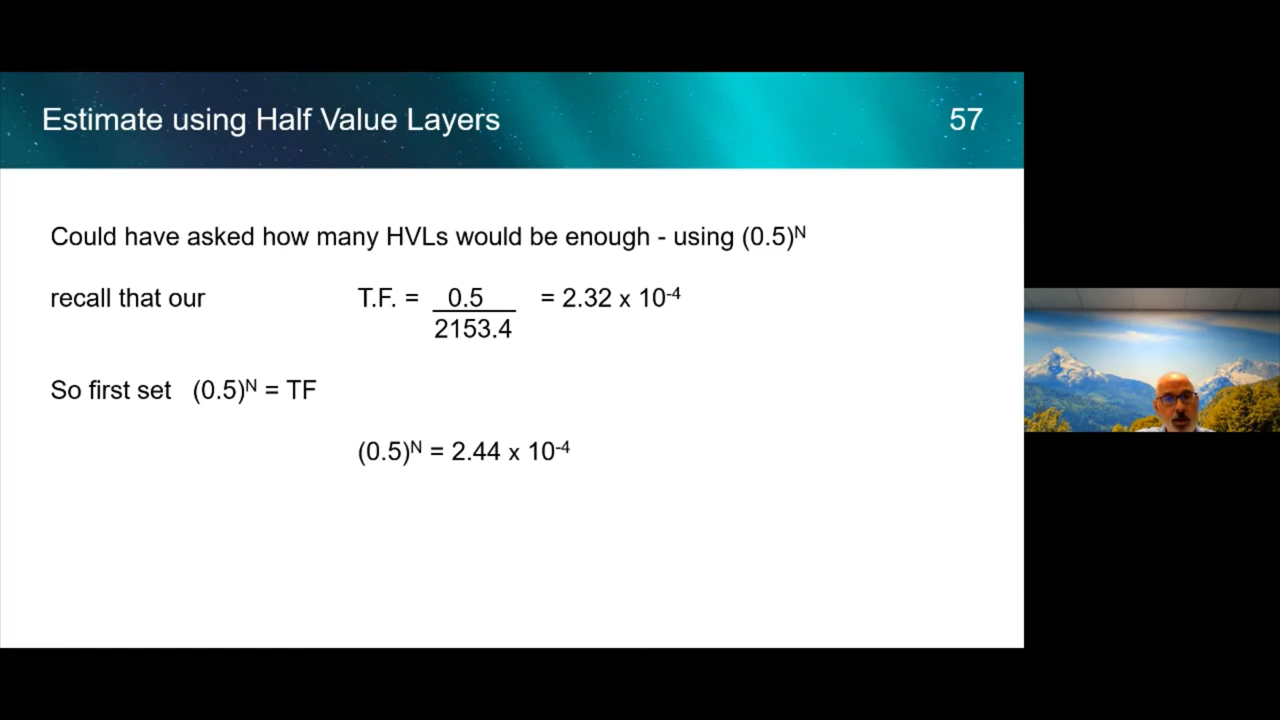 Estimate using Half Value Layers 57
Could have asked how many HVLs would be enough - using (0.5)ᴺ
recall that our T.F. = 0.5 = 2.32 x 10⁻⁴
2153.4
So first set (0.5)ᴺ = TF
(0.5)ᴺ = 2.44 x 10⁻⁴